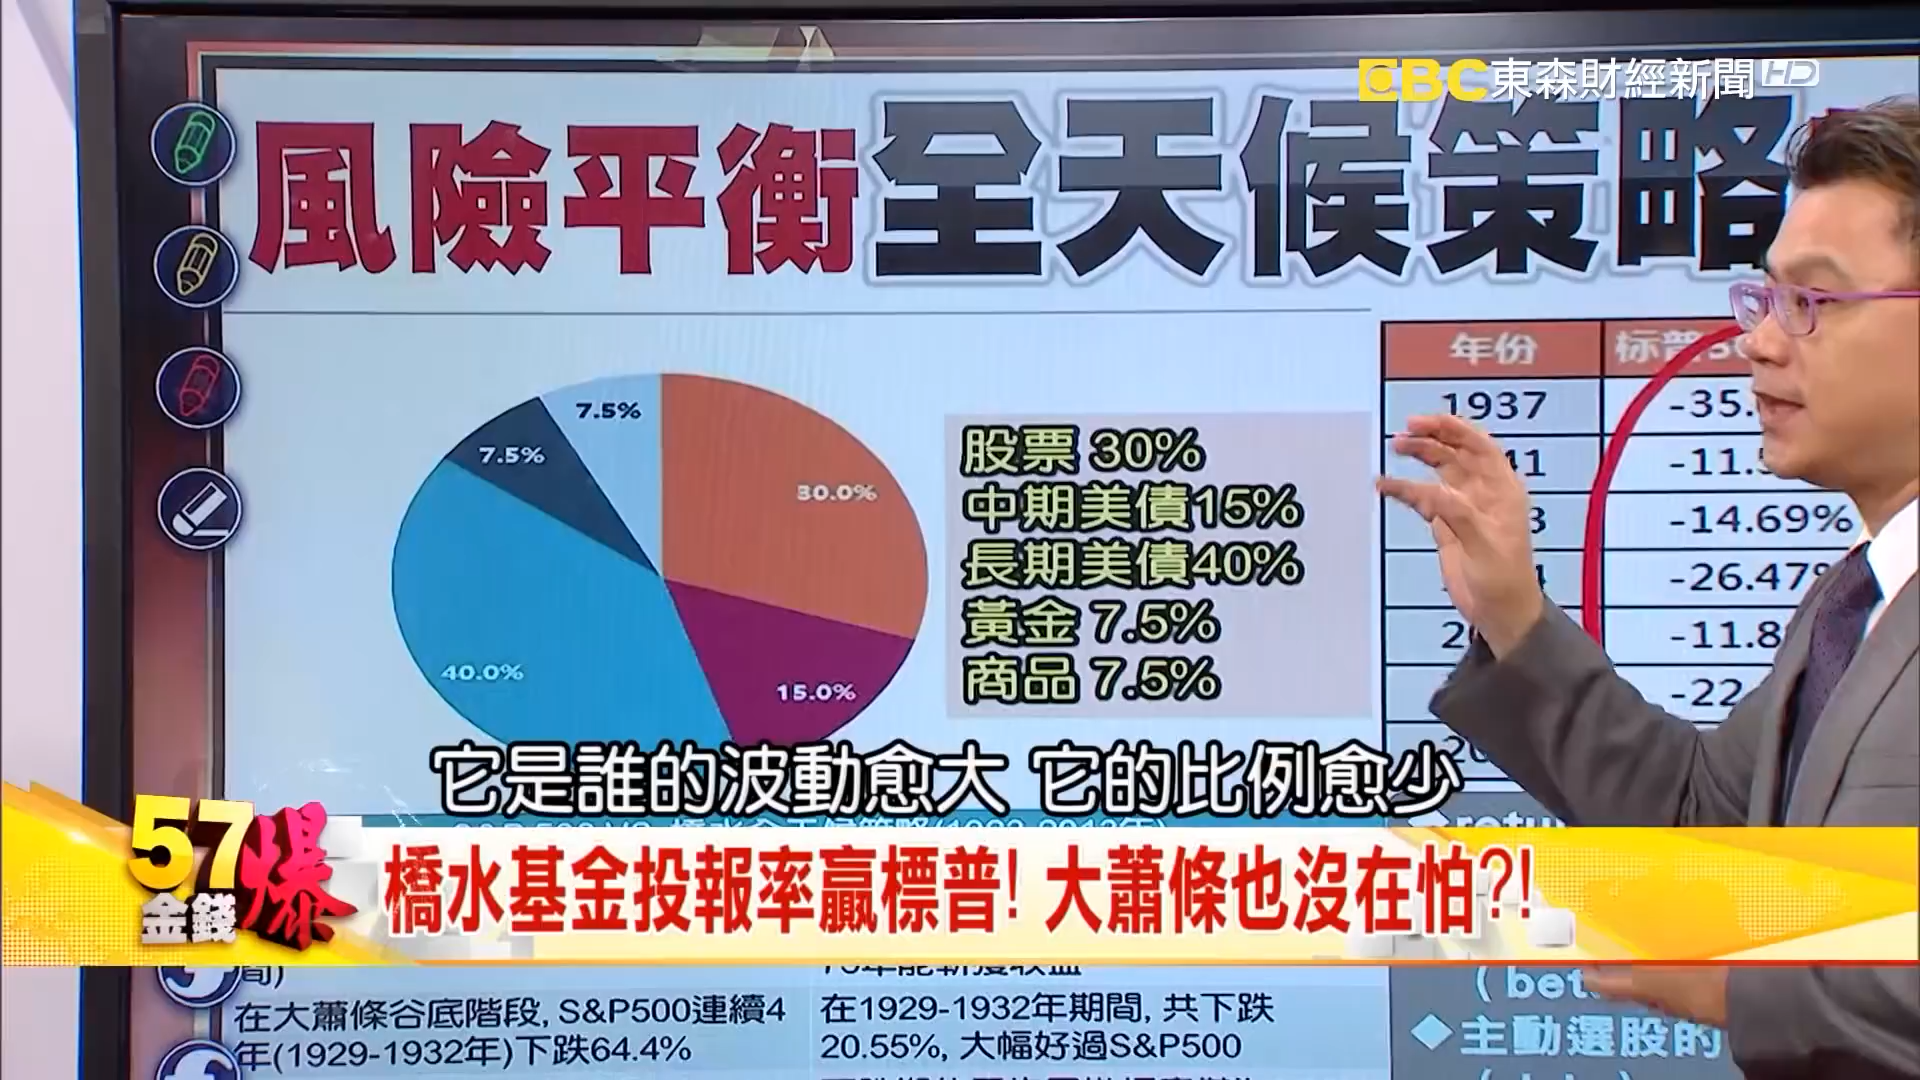 EBC東森財經新聞HD
風險平衡全天候策略
7.5%
7.5%
30.0%
40.0%
15.0%
股票 30%
中期美債15%
長期美債40%
黃金 7.5%
商品 7.5%
年份 标普
1937 -35.
41 -11.5
3 -14.69%
-26.47%
-11.8
-22
它是誰的波動愈大 它的比例愈少
57金錢爆
橋水基金投報率贏標普! 大蕭條也沒在怕?!
在大蕭條谷底階段, S&P500連續4
年(1929-1932年)下跌64.4%
在1929-1932年期間, 共下跌
20.55%, 大幅好過S&P500
◆主動選股的